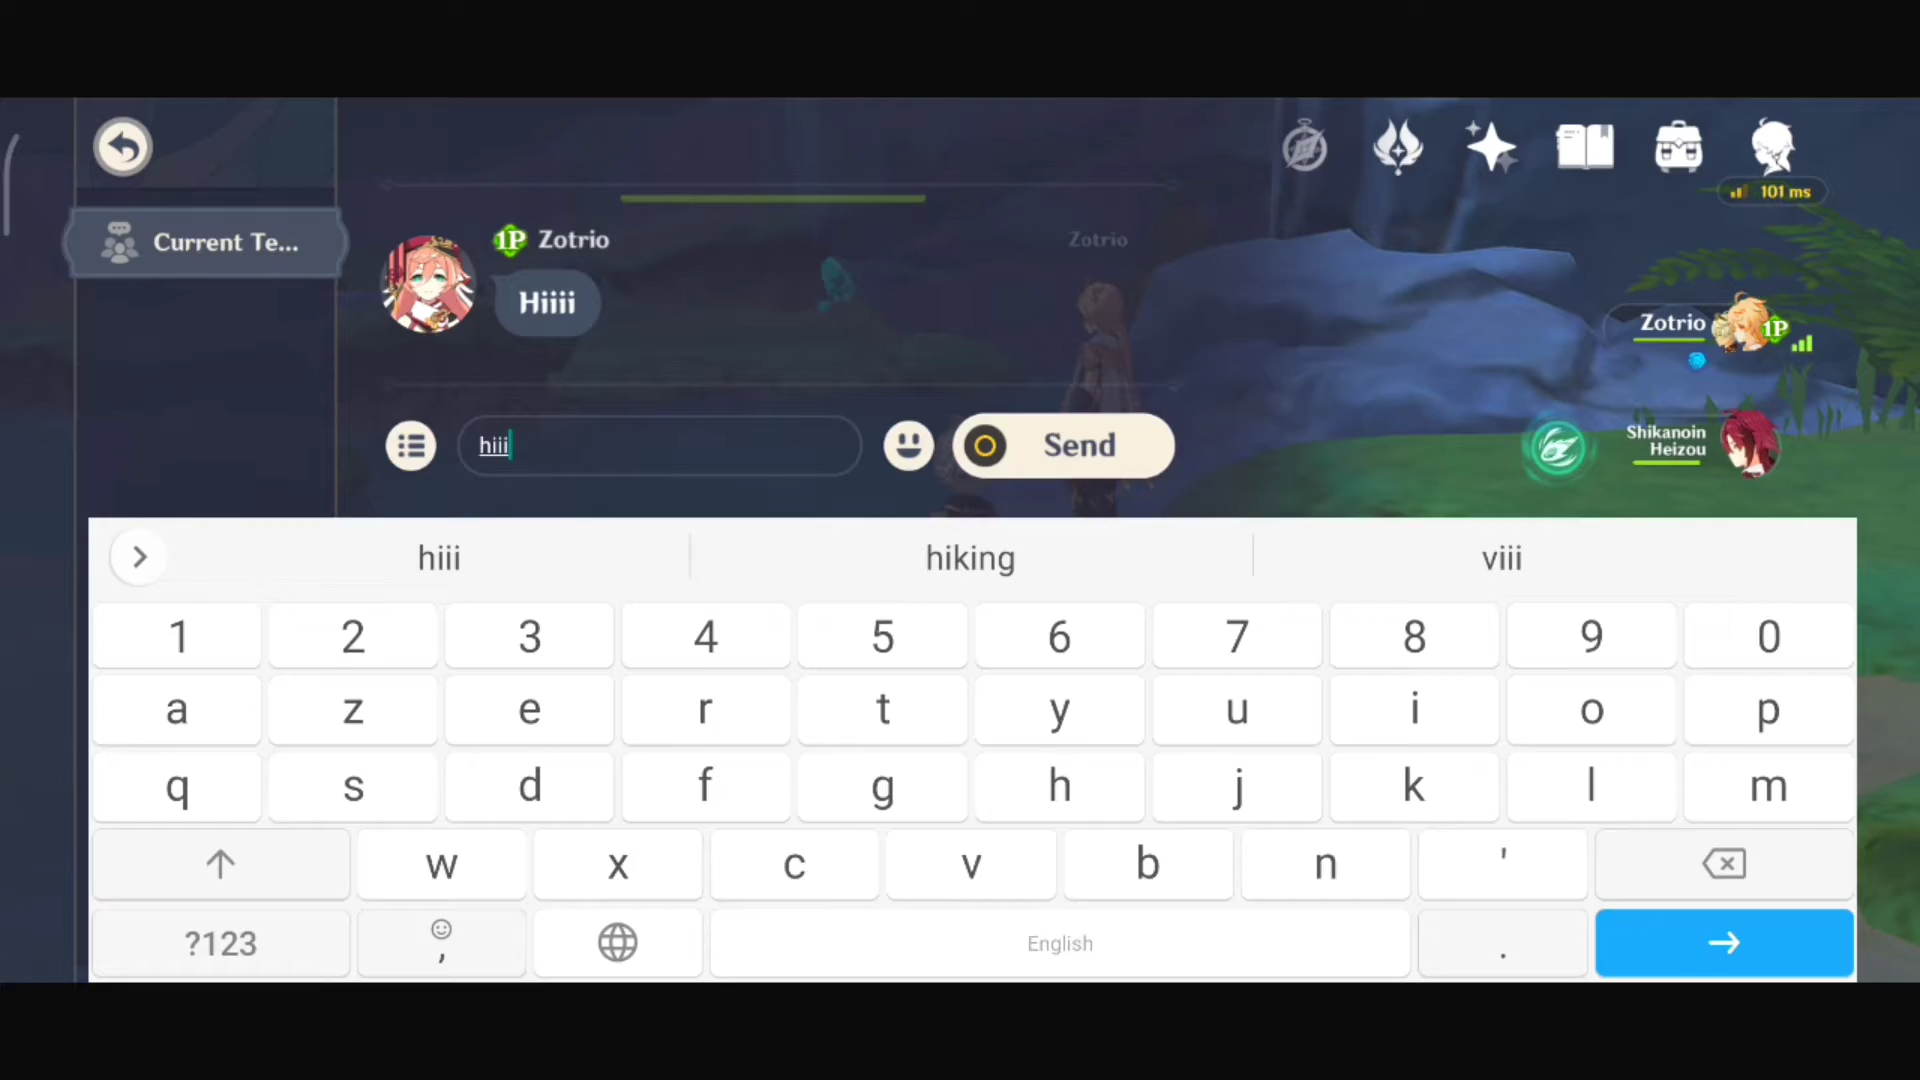 101 ms
Current Te...
1P Zotrio
Zotrio
Hiiii
Zotrio 1P
hiii
Send
Shikanoin
Heizou
hiii hiking viii
1 2 3 4 5 6 7 8 9 0
a z e r t y u i o p
q s d f g h j k l m
w x c v b n '
?123 , English .